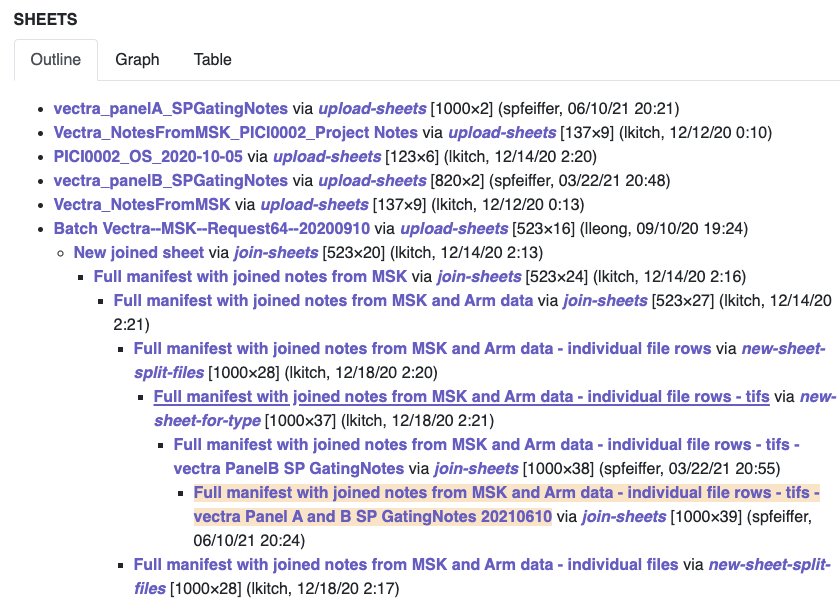 SHEETS
Outline Graph Table
• vectra_panelA_SPGatingNotes via upload-sheets [1000×2] (spfeiffer, 06/10/21 20:21)
• Vectra_NotesFromMSK_PICI0002_Project Notes via upload-sheets [137×9] (lkitch, 12/12/20 0:10)
• PICI0002_OS_2020-10-05 via upload-sheets [123×6] (lkitch, 12/14/20 2:20)
• vectra_panelB_SPGatingNotes via upload-sheets [820×2] (spfeiffer, 03/22/21 20:48)
• Vectra_NotesFromMSK via upload-sheets [137×9] (lkitch, 12/12/20 0:13)
• Batch Vectra--MSK--Request64--20200910 via upload-sheets [523×16] (lleong, 09/10/20 19:24)
◦ New joined sheet via join-sheets [523×20] (lkitch, 12/14/20 2:13)
▪ Full manifest with joined notes from MSK via join-sheets [523×24] (lkitch, 12/14/20 2:16)
▪ Full manifest with joined notes from MSK and Arm data via join-sheets [523×27] (lkitch, 12/14/20
2:21)
▪ Full manifest with joined notes from MSK and Arm data - individual file rows via new-sheet-
split-files [1000×28] (lkitch, 12/18/20 2:20)
▪ Full manifest with joined notes from MSK and Arm data - individual file rows - tifs via new-
sheet-for-type [1000×37] (lkitch, 12/18/20 2:21)
▪ Full manifest with joined notes from MSK and Arm data - individual file rows - tifs -
vectra PanelB SP GatingNotes via join-sheets [1000×38] (spfeiffer, 03/22/21 20:55)
▪ Full manifest with joined notes from MSK and Arm data - individual file rows - tifs -
vectra Panel A and B SP GatingNotes 20210610 via join-sheets [1000×39] (spfeiffer,
06/10/21 20:24)
▪ Full manifest with joined notes from MSK and Arm data - individual files via new-sheet-split-
files [1000×28] (lkitch, 12/18/20 2:17)